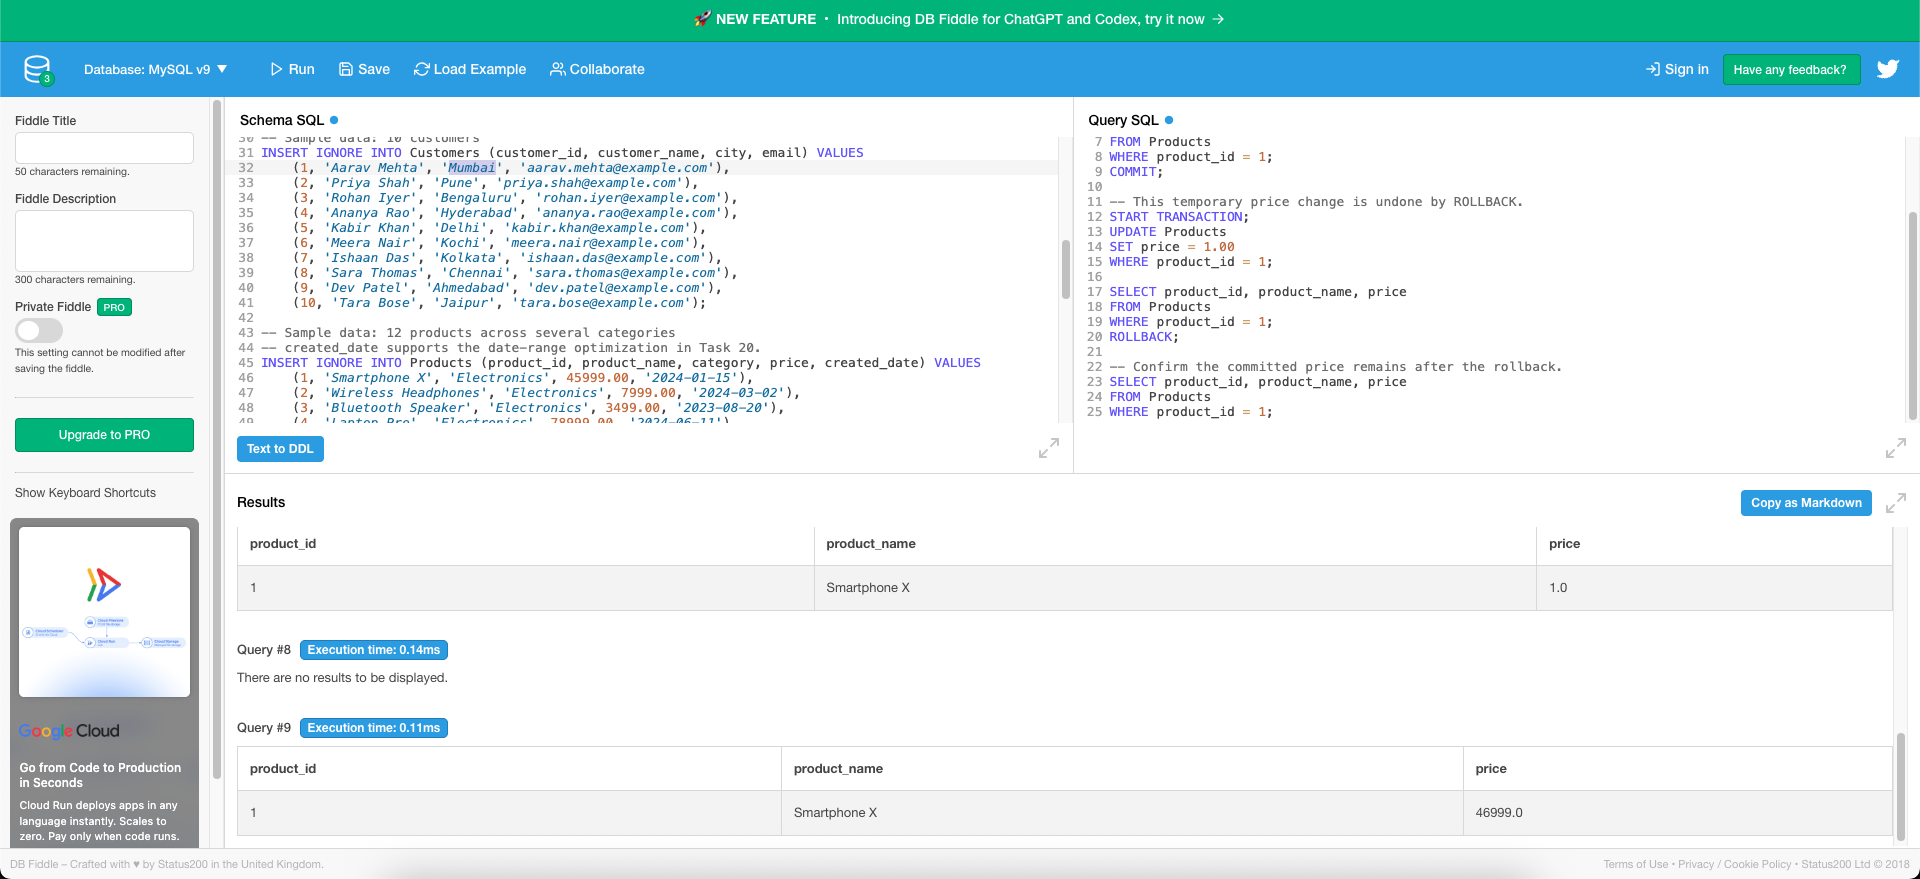 🚀 NEW FEATURE · Introducing DB Fiddle for ChatGPT and Codex, try it now →
3
Database: MySQL v9 ▼
Run
Save
Load Example
Collaborate
Sign in
Have any feedback?
Fiddle Title
50 characters remaining.
Fiddle Description
300 characters remaining.
Private Fiddle PRO
This setting cannot be modified after
saving the fiddle.
Upgrade to PRO
Show Keyboard Shortcuts
Google Cloud
Go from Code to Production
in Seconds
Cloud Run deploys apps in any
language instantly. Scales to
zero. Pay only when code runs.
Schema SQL
30 -- Sample data: 10 customers
31 INSERT IGNORE INTO Customers (customer_id, customer_name, city, email) VALUES
32 (1, 'Aarav Mehta', 'Mumbai', 'aarav.mehta@example.com'),
33 (2, 'Priya Shah', 'Pune', 'priya.shah@example.com'),
34 (3, 'Rohan Iyer', 'Bengaluru', 'rohan.iyer@example.com'),
35 (4, 'Ananya Rao', 'Hyderabad', 'ananya.rao@example.com'),
36 (5, 'Kabir Khan', 'Delhi', 'kabir.khan@example.com'),
37 (6, 'Meera Nair', 'Kochi', 'meera.nair@example.com'),
38 (7, 'Ishaan Das', 'Kolkata', 'ishaan.das@example.com'),
39 (8, 'Sara Thomas', 'Chennai', 'sara.thomas@example.com'),
40 (9, 'Dev Patel', 'Ahmedabad', 'dev.patel@example.com'),
41 (10, 'Tara Bose', 'Jaipur', 'tara.bose@example.com');
42
43 -- Sample data: 12 products across several categories
44 -- created_date supports the date-range optimization in Task 20.
45 INSERT IGNORE INTO Products (product_id, product_name, category, price, created_date) VALUES
46 (1, 'Smartphone X', 'Electronics', 45999.00, '2024-01-15'),
47 (2, 'Wireless Headphones', 'Electronics', 7999.00, '2024-03-02'),
48 (3, 'Bluetooth Speaker', 'Electronics', 3499.00, '2023-08-20'),
49 (4, 'Laptop Pro', 'Electronics', 78999.00, '2024-06-11'),
Text to DDL
Query SQL
7 FROM Products
8 WHERE product_id = 1;
9 COMMIT;
10
11 -- This temporary price change is undone by ROLLBACK.
12 START TRANSACTION;
13 UPDATE Products
14 SET price = 1.00
15 WHERE product_id = 1;
16
17 SELECT product_id, product_name, price
18 FROM Products
19 WHERE product_id = 1;
20 ROLLBACK;
21
22 -- Confirm the committed price remains after the rollback.
23 SELECT product_id, product_name, price
24 FROM Products
25 WHERE product_id = 1;
Results
Copy as Markdown
product_id product_name price
1 Smartphone X 1.0
Query #8 Execution time: 0.14ms
There are no results to be displayed.
Query #9 Execution time: 0.11ms
product_id product_name price
1 Smartphone X 46999.0
DB Fiddle – Crafted with ♥ by Status200 in the United Kingdom.
Terms of Use • Privacy / Cookie Policy • Status200 Ltd © 2018